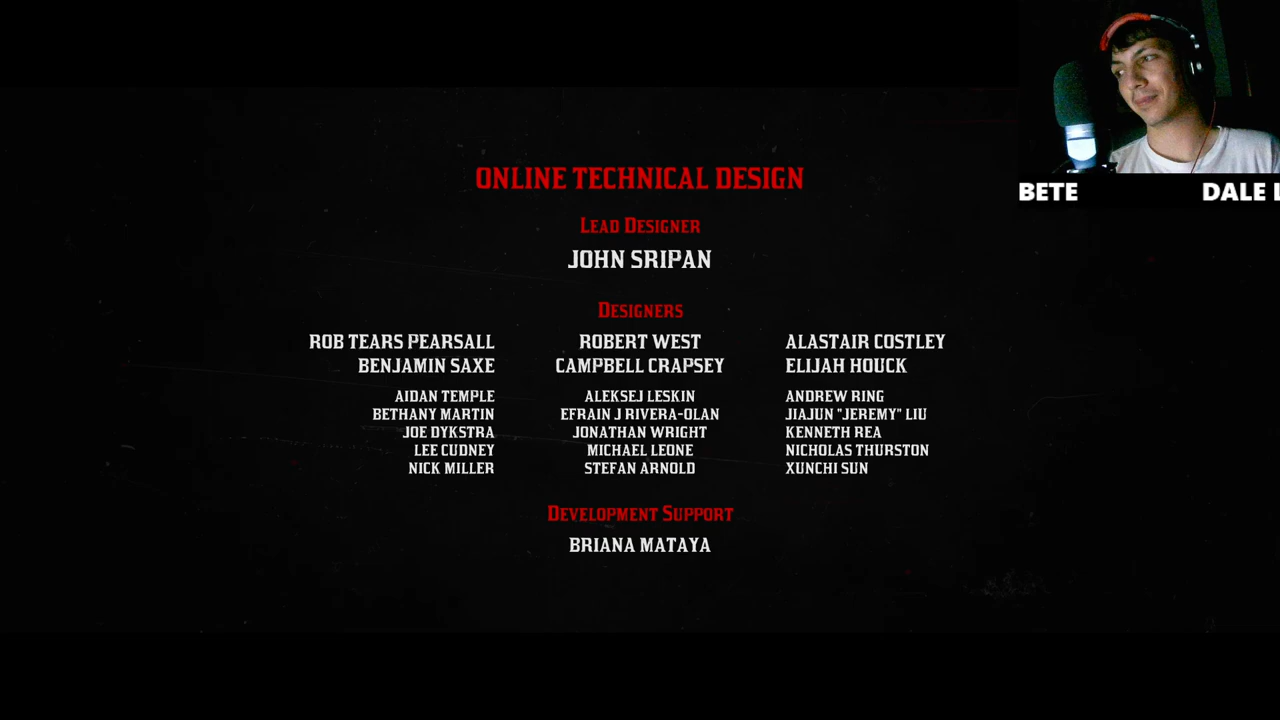 ONLINE TECHNICAL DESIGN
LEAD DESIGNER
JOHN SRIPAN
DESIGNERS
ROB TEARS PEARSALL ROBERT WEST ALASTAIR COSTLEY
BENJAMIN SAXE CAMPBELL CRAPSEY ELIJAH HOUCK
AIDAN TEMPLE ALEKSEJ LESKIN ANDREW RING
BETHANY MARTIN EFRAIN J RIVERA-OLAN JIAJUN "JEREMY" LIU
JOE DYKSTRA JONATHAN WRIGHT KENNETH REA
LEE CUDNEY MICHAEL LEONE NICHOLAS THURSTON
NICK MILLER STEFAN ARNOLD XUNCHI SUN
DEVELOPMENT SUPPORT
BRIANA MATAYA
BETE DALE